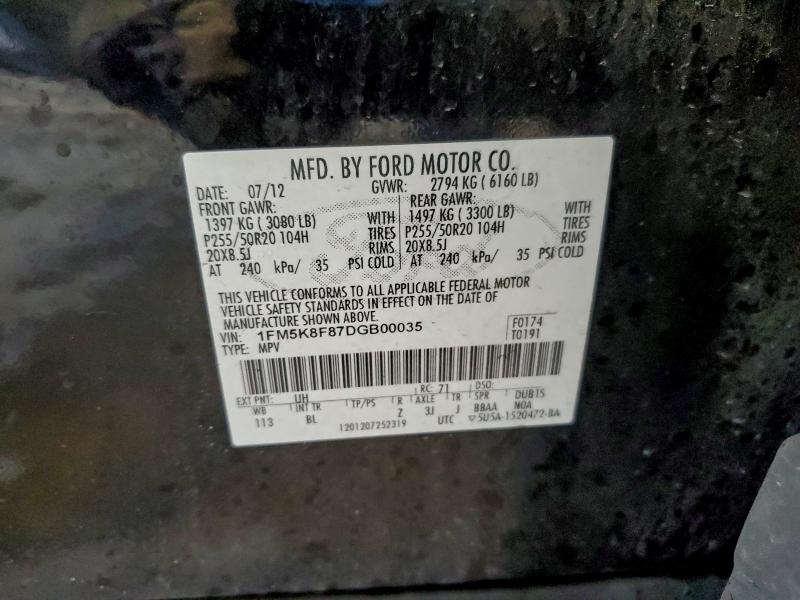 MFD. BY FORD MOTOR CO.
DATE: 07/12 GVWR: 2794 KG ( 6160 LB)
FRONT GAWR: REAR GAWR:
1397 KG ( 3080 LB) WITH 1497 KG ( 3300 LB) WITH
P255/50R20 104H TIRES P255/50R20 104H TIRES
20X8.5J RIMS 20X8.5J RIMS
AT 240 kPa/ 35 PSI COLD AT 240 kPa/ 35 PSI COLD
THIS VEHICLE CONFORMS TO ALL APPLICABLE FEDERAL MOTOR
VEHICLE SAFETY STANDARDS IN EFFECT ON THE DATE OF
MANUFACTURE SHOWN ABOVE.
VIN: 1FM5K8F87DGB00035 F0174
TYPE: MPV T0191
EXT PNT: UH RC: 71 DSO:
WB INT TR TP/PS R AXLE TR SPR DUB1S
113 BL Z 3J J BBAA NOA
1201207252319 UTC ▽5U5A-1520472-BA